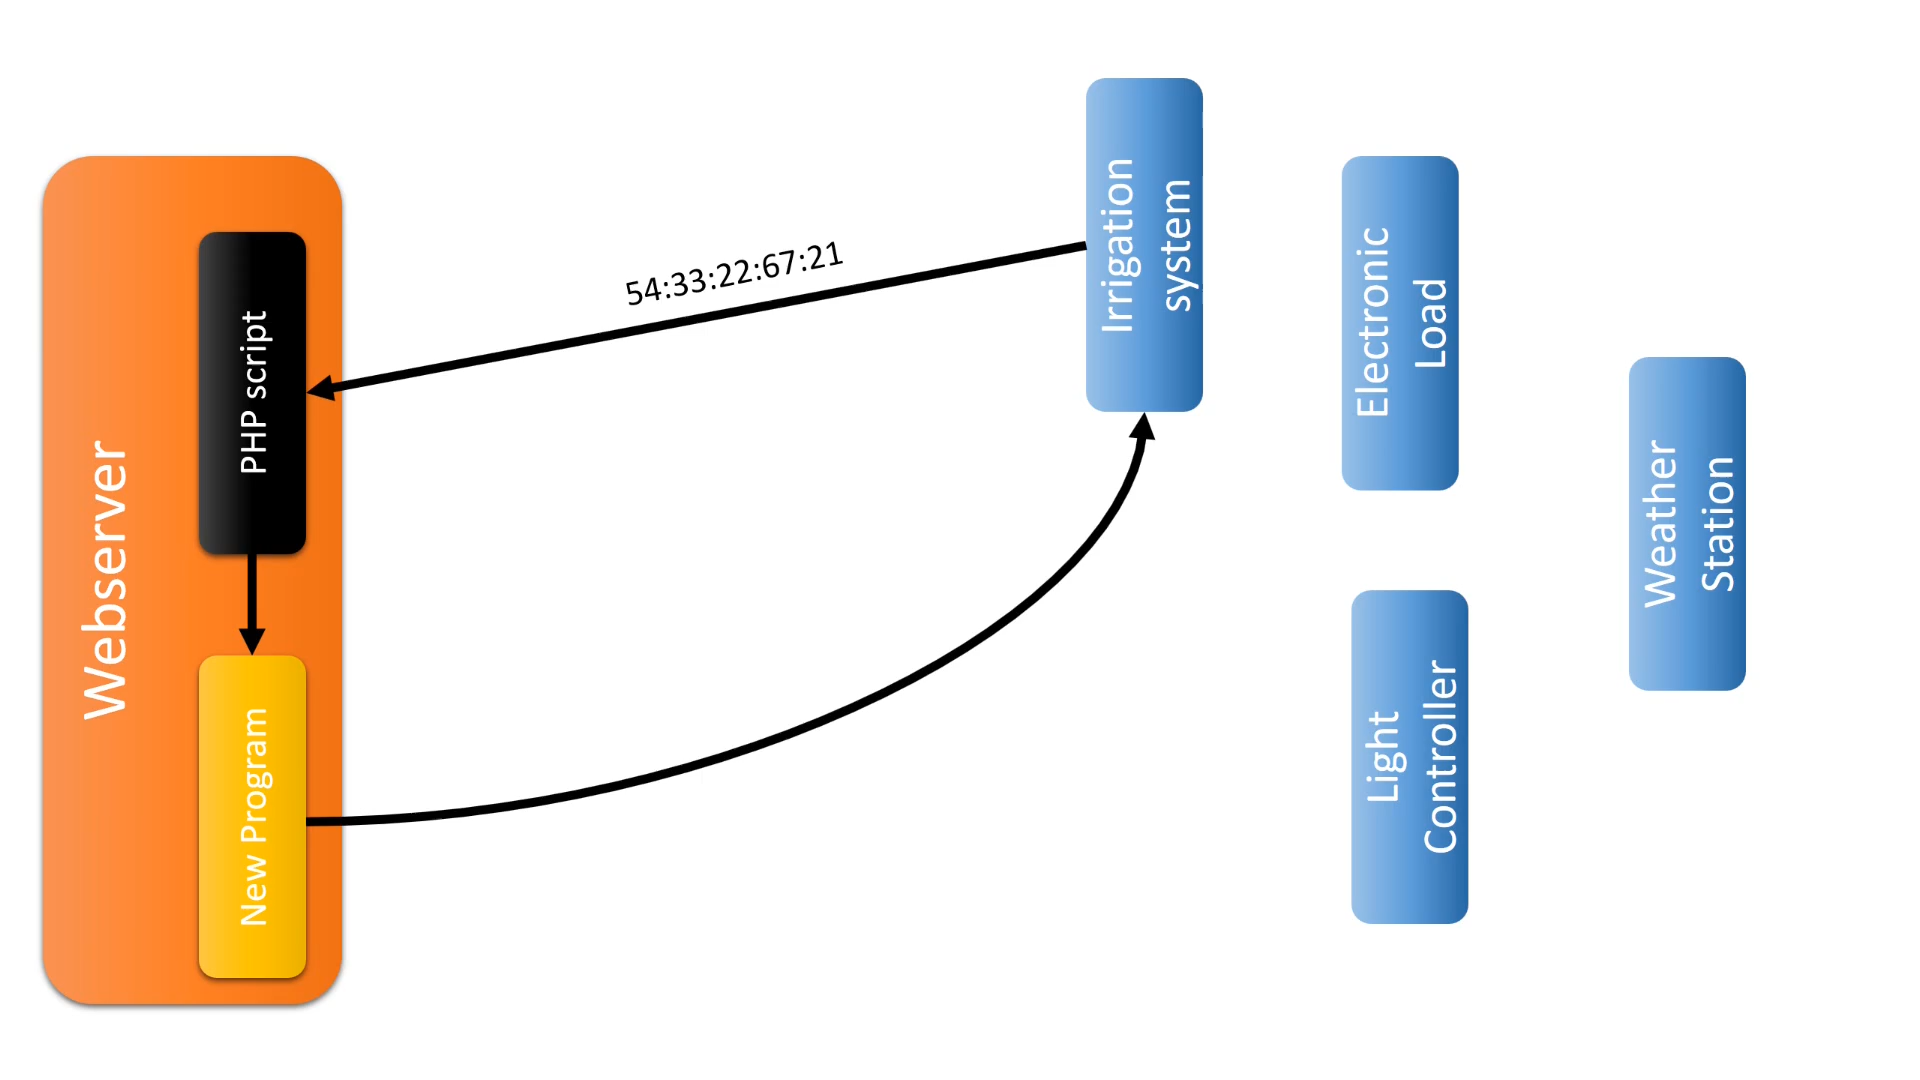 Webserver
PHP script
New Program
54:33:22:67:21
Irrigation
system
Electronic
Load
Light
Controller
Weather
Station